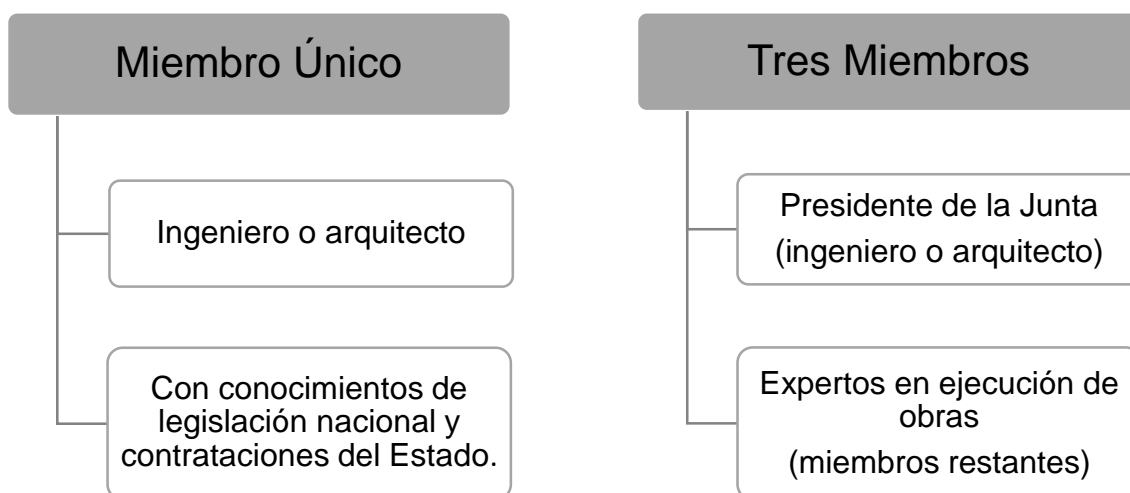 Miembro Único
Ingeniero o arquitecto
Con conocimientos de
legislación nacional y
contrataciones del Estado.
Tres Miembros
Presidente de la Junta
(ingeniero o arquitecto)
Expertos en ejecución de
obras
(miembros restantes)